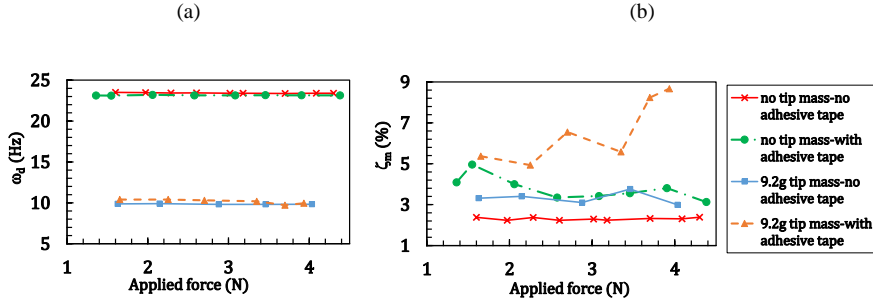 (a)
(b)
25
20
15
10
5
1
2
3
4
ω_d (Hz)
Applied force (N)
9
7
5
3
1
1
2
3
4
ζ_sm (%)
Applied force (N)
no tip mass-no
adhesive tape
no tip mass-with
adhesive tape
9.2g tip mass-no
adhesive tape
9.2g tip mass-with
adhesive tape